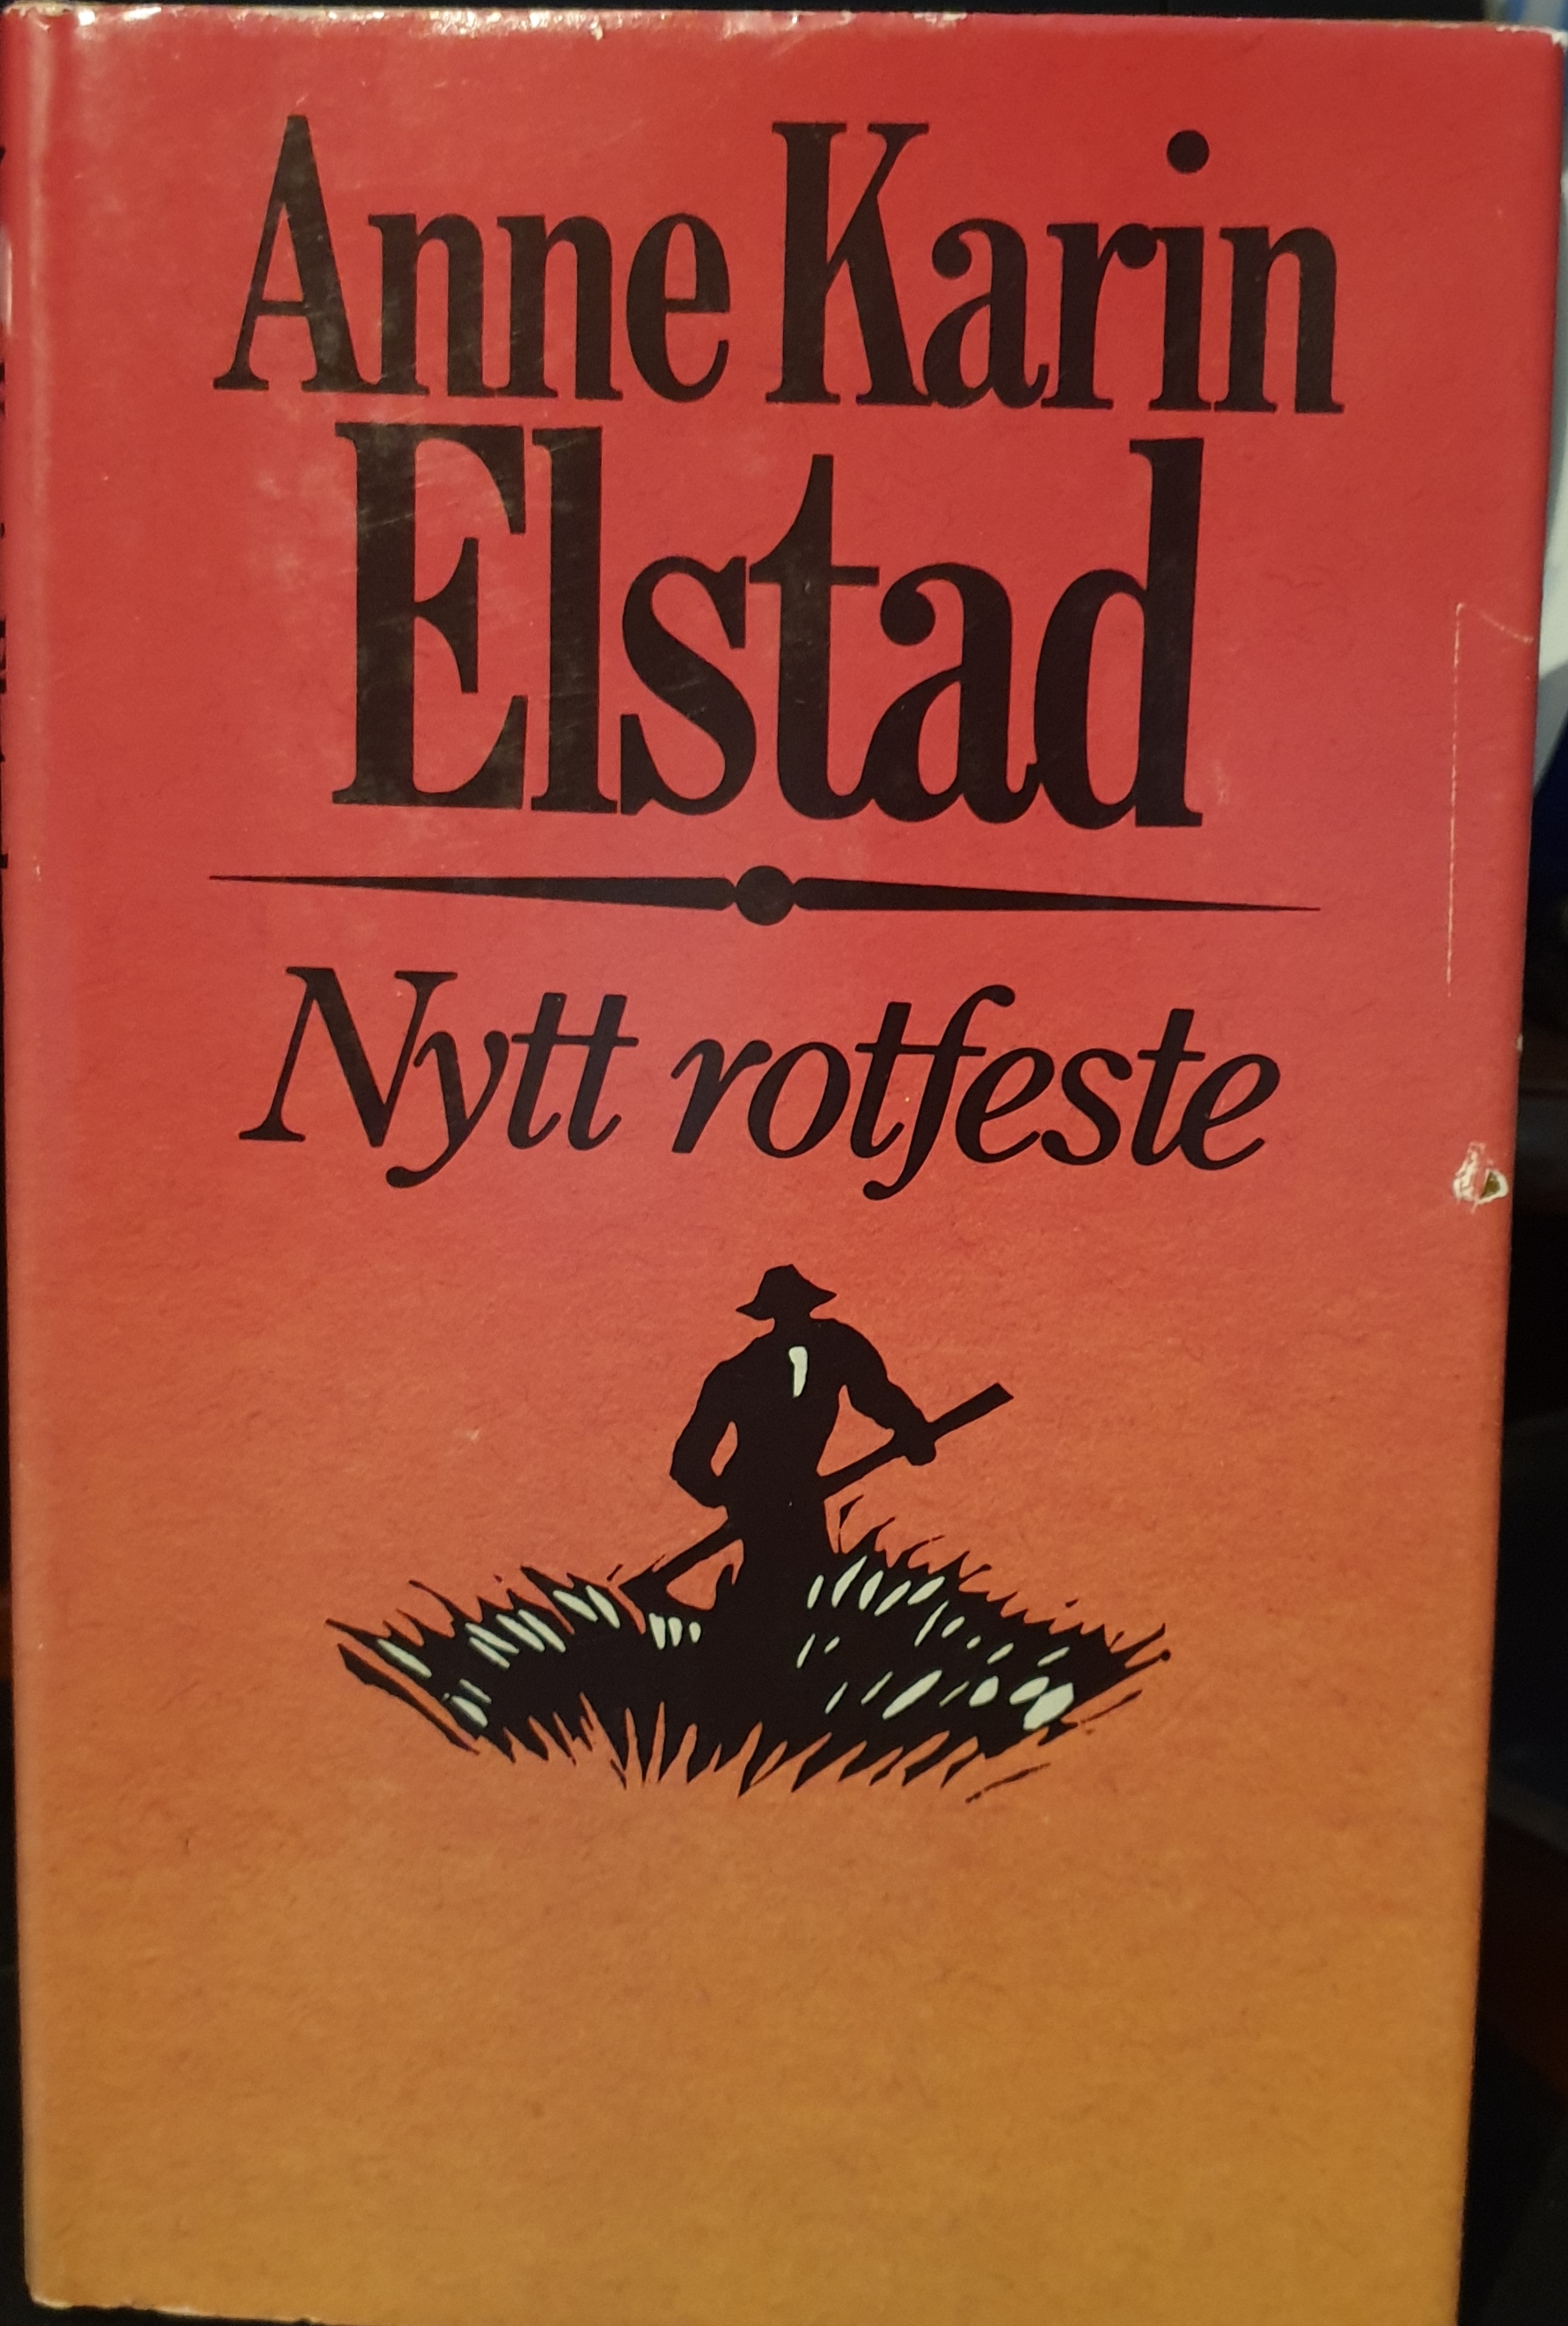 Anne Karin
Elstad
Nytt rotfeste